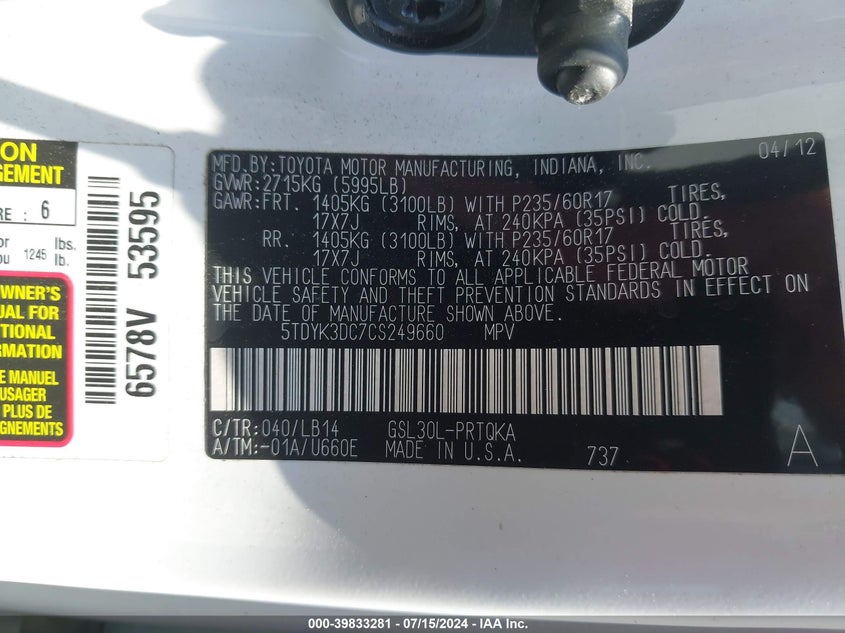 ON
GEMENT
RE : 6
or
ou 1245 lbs.
lb.
WNER'S
UAL FOR
TIONAL
MATION
E MANUEL
USAGER
PLUS DE
GNEMENTS
6578V 53595
MFD.BY:TOYOTA MOTOR MANUFACTURING, INDIANA, INC. 04/12
GVWR:2715KG (5995LB)
GAWR:FRT. 1405KG (3100LB) WITH P235/60R17 TIRES,
17X7J RIMS, AT 240KPA (35PSI) COLD.
RR. 1405KG (3100LB) WITH P235/60R17 TIRES,
17X7J RIMS, AT 240KPA (35PSI) COLD.
THIS VEHICLE CONFORMS TO ALL APPLICABLE FEDERAL MOTOR
VEHICLE SAFETY AND THEFT PREVENTION STANDARDS IN EFFECT ON
THE DATE OF MANUFACTURE SHOWN ABOVE.
5TDYK3DC7CS249660 MPV
C/TR:040/LB14 GSL30L-PRTQKA
A/TM:-01A/U660E MADE IN U.S.A. 737 A
000-39833281 - 07/15/2024 - IAA Inc.